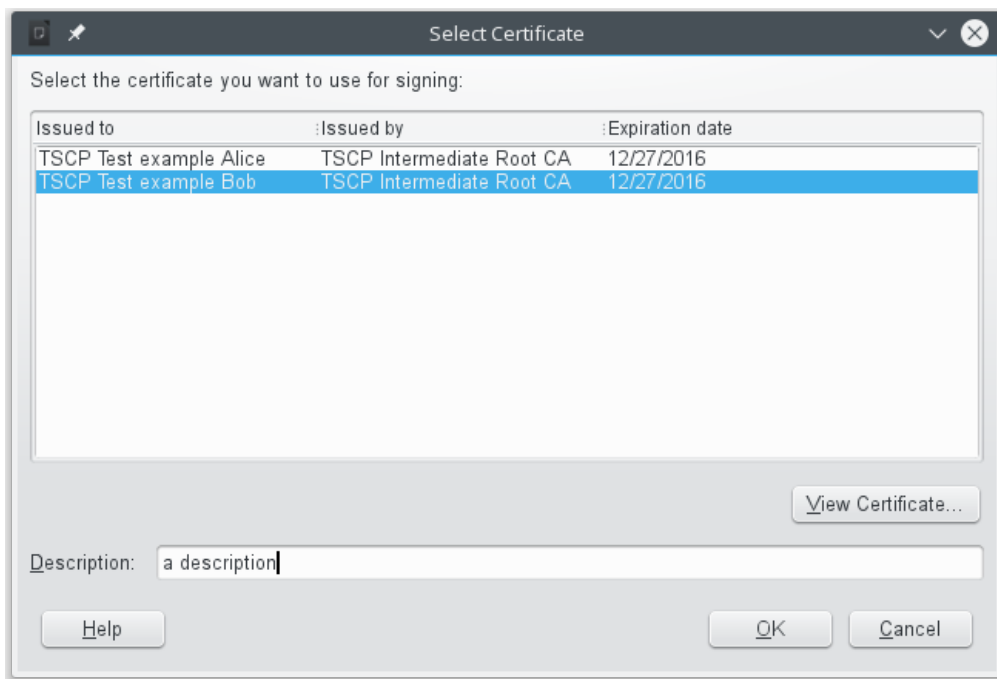 Select Certificate
Select the certificate you want to use for signing:
Issued to Issued by Expiration date
TSCP Test example Alice TSCP Intermediate Root CA 12/27/2016
TSCP Test example Bob TSCP Intermediate Root CA 12/27/2016
View Certificate...
Description: a description
Help OK Cancel